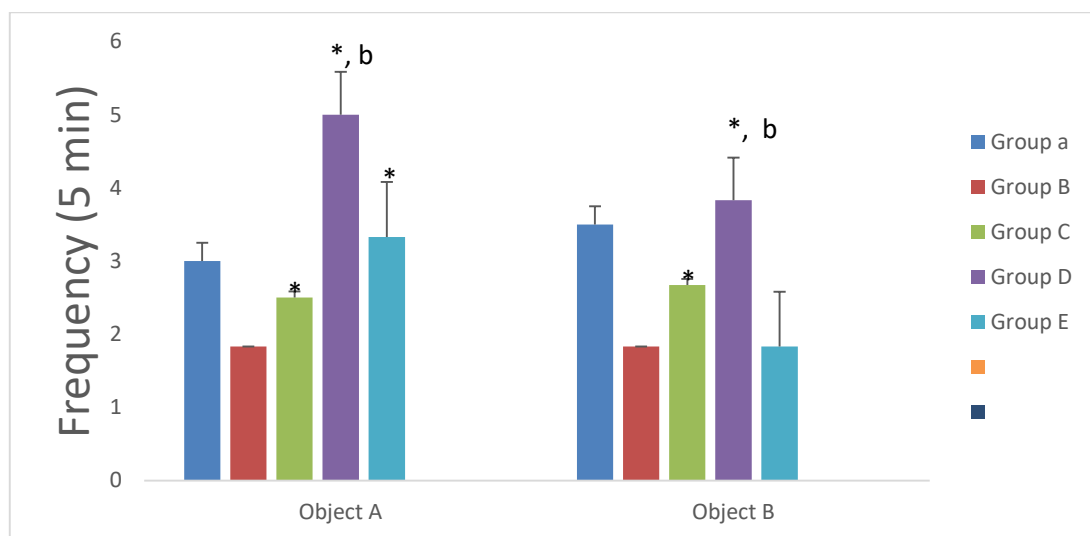 Frequency (5 min)
6
5
4
3
2
1
0
*, b
*
*
*, b
*
Object A
Object B
Group a
Group B
Group C
Group D
Group E